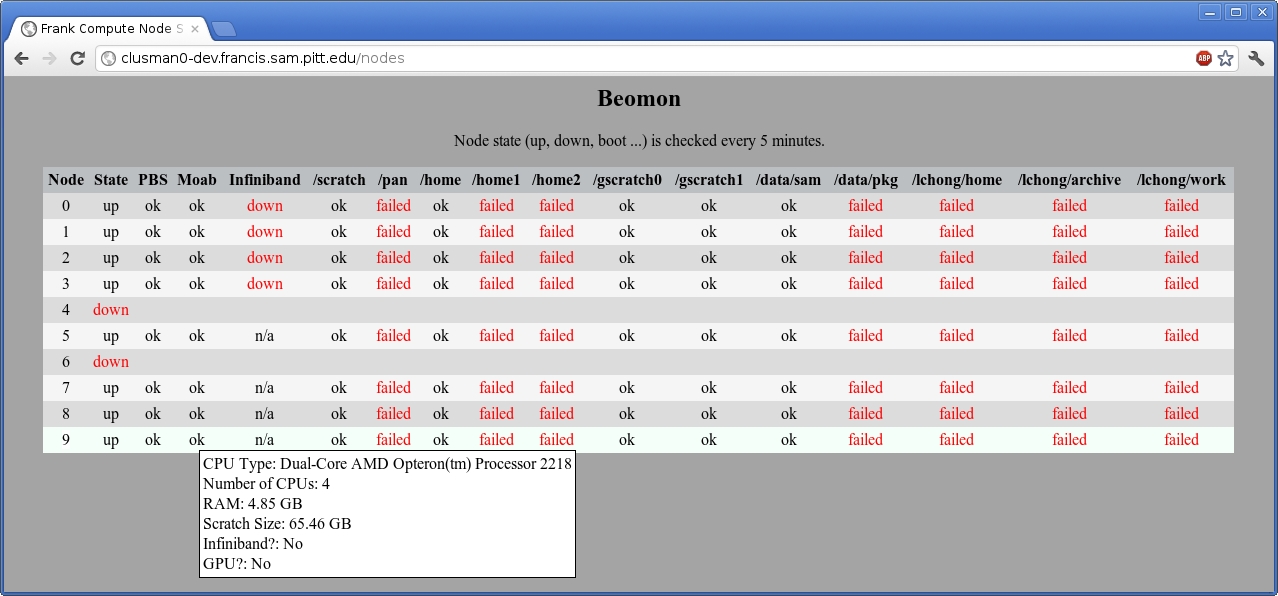 Frank Compute Node S
clusman0-dev.francis.sam.pitt.edu/nodes
ABP
Beomon
Node state (up, down, boot ...) is checked every 5 minutes.
Node State PBS Moab Infiniband /scratch /pan /home /home1 /home2 /gscratch0 /gscratch1 /data/sam /data/pkg /lchong/home /lchong/archive /lchong/work
0 up ok ok down ok failed ok failed failed ok ok ok failed failed failed failed
1 up ok ok down ok failed ok failed failed ok ok ok failed failed failed failed
2 up ok ok down ok failed ok failed failed ok ok ok failed failed failed failed
3 up ok ok down ok failed ok failed failed ok ok ok failed failed failed failed
4 down
5 up ok ok n/a ok failed ok failed failed ok ok ok failed failed failed failed
6 down
7 up ok ok n/a ok failed ok failed failed ok ok ok failed failed failed failed
8 up ok ok n/a ok failed ok failed failed ok ok ok failed failed failed failed
9 up ok ok n/a ok failed ok failed failed ok ok ok failed failed failed failed
CPU Type: Dual-Core AMD Opteron(tm) Processor 2218
Number of CPUs: 4
RAM: 4.85 GB
Scratch Size: 65.46 GB
Infiniband?: No
GPU?: No